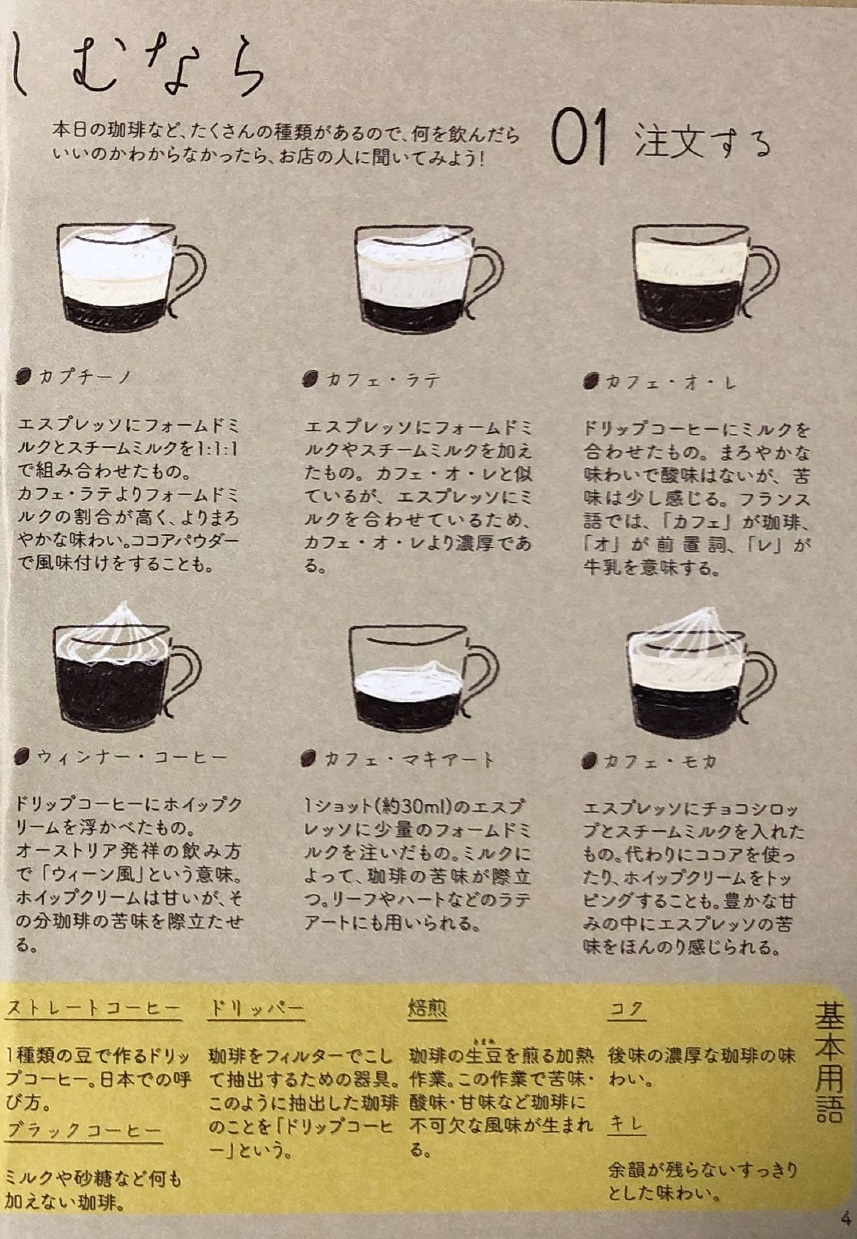 しむなら
本日の珈琲など、たくさんの種類があるので、何を飲んだら
いいのかわからなかったら、お店の人に聞いてみよう!
01 注文する
カプチーノ
エスプレッソにフォームドミ
ルクとスチームミルクを1:1:1
で組み合わせたもの。
カフェ・ラテよりフォームドミ
ルクの割合が高く、よりまろ
やかな味わい。ココアパウダー
で風味付けをすることも。
カフェ・ラテ
エスプレッソにフォームドミ
ルクやスチームミルクを加え
たもの。カフェ・オ・レと似
ているが、エスプレッソにミ
ルクを合わせているため、
カフェ・オ・レより濃厚であ
る。
カフェ・オ・レ
ドリップコーヒーにミルクを
合わせたもの。まろやかな
味わいで酸味はないが、苦
味は少し感じる。フランス
語では、「カフェ」が珈琲、
「オ」が前置詞、「レ」が
牛乳を意味する。
ウィンナー・コーヒー
ドリップコーヒーにホイップク
リームを浮かべたもの。
オーストリア発祥の飲み方
で「ウィーン風」という意味。
ホイップクリームは甘いが、そ
の分珈琲の苦味を際立たせ
る。
カフェ・マキアート
1ショット(約30ml)のエスプ
レッソに少量のフォームドミ
ルクを注いだもの。ミルクに
よって、珈琲の苦味が際立
つ。リーフやハートなどのラテ
アートにも用いられる。
カフェ・モカ
エスプレッソにチョコシロッ
プとスチームミルクを入れた
もの。代わりにココアを使っ
たり、ホイップクリームをトッ
ピングすることも。豊かな甘
みの中にエスプレッソの苦
味をほんのり感じられる。
基本用語
ストレートコーヒー
1種類の豆で作るドリッ
プコーヒー。日本での呼
び方。
ブラックコーヒー
ミルクや砂糖など何も
加えない珈琲。
ドリッパー
珈琲をフィルターでこし
て抽出するための器具。
このように抽出した珈琲
のことを「ドリップコーヒ
ー」という。
焙煎
まめ
珈琲の生豆を煎る加熱
作業。この作業で苦味・
酸味・甘味など珈琲に
不可欠な風味が生まれ
る。
コク
後味の濃厚な珈琲の味
わい。
キレ
余韻が残らないすっきり
とした味わい。
4